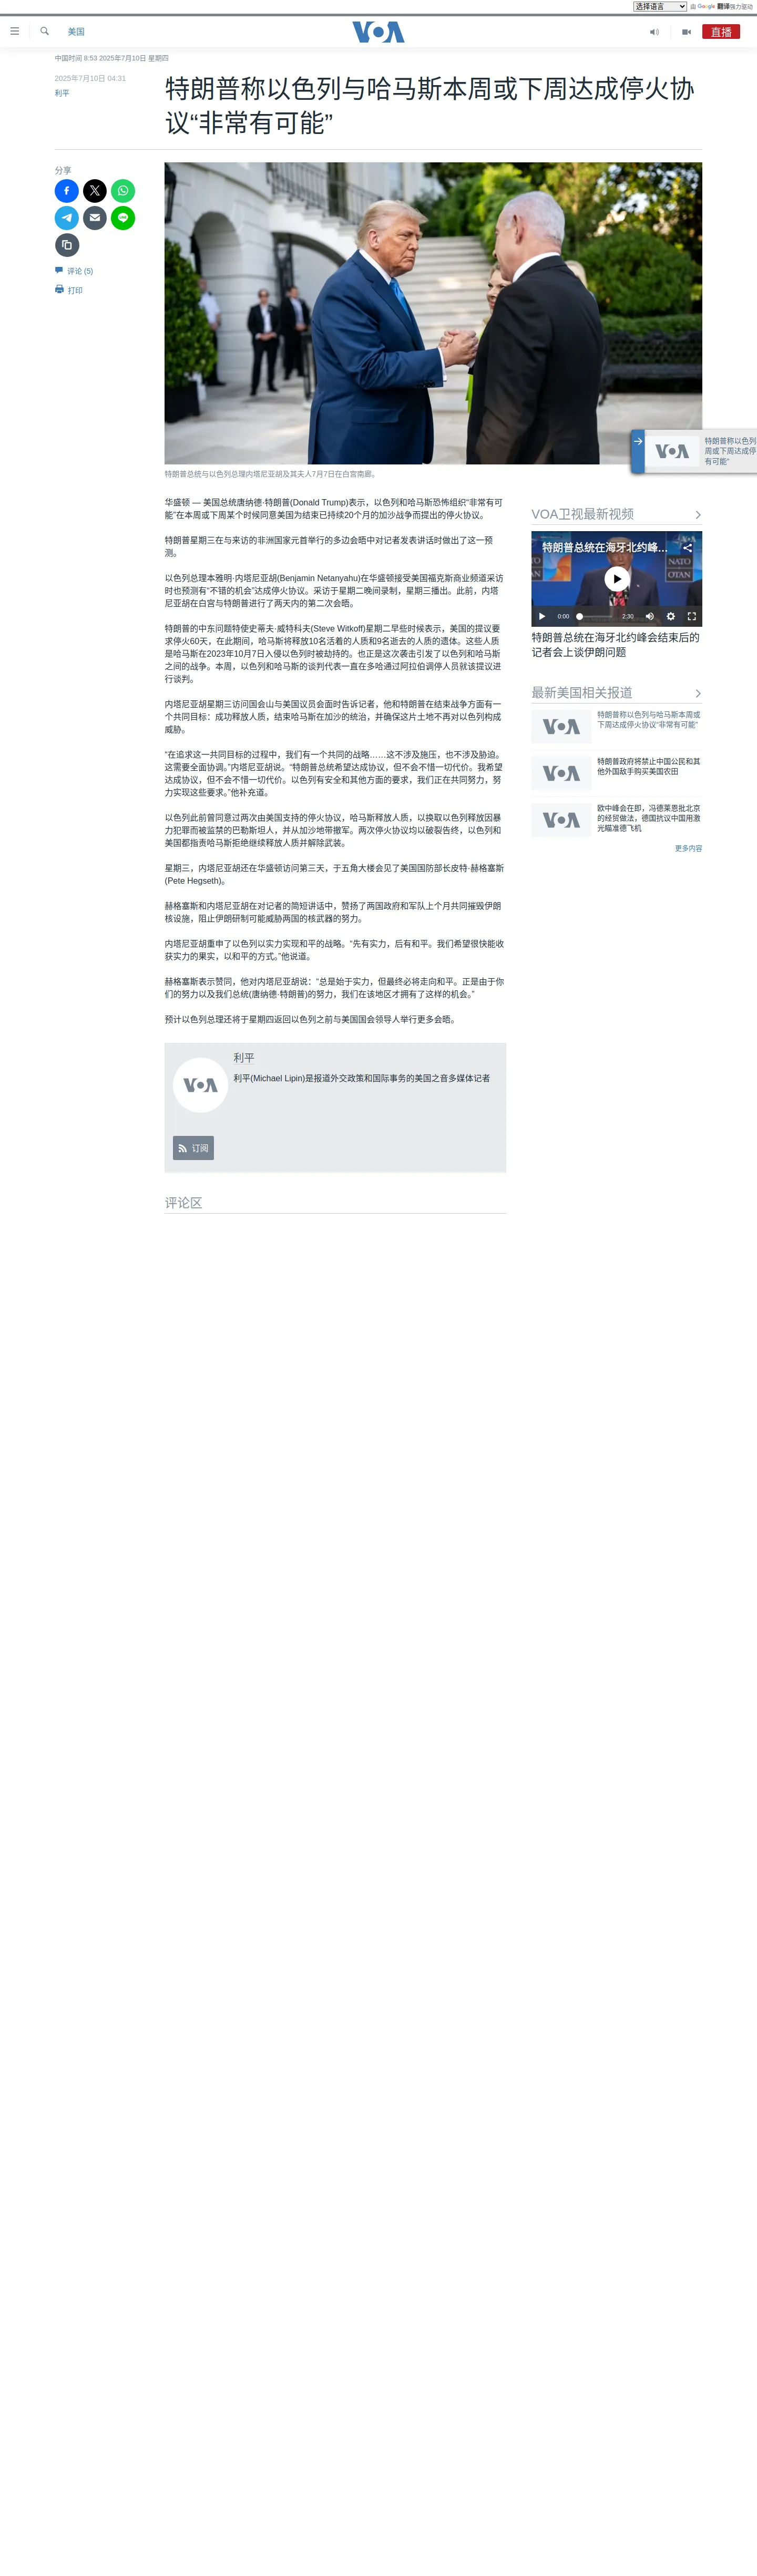 选择语言
由 Google 翻译强力驱动
美国
VOA
直播
中国时间 8:53 2025年7月10日 星期四
2025年7月10日 04:31
利平
特朗普称以色列与哈马斯本周或下周达成停火协
议“非常有可能”
分享
评论 (5)
打印
特朗普总统与以色列总理内塔尼亚胡及其夫人7月7日在白宫南廊。
华盛顿 — 美国总统唐纳德·特朗普(Donald Trump)表示，以色列和哈马斯恐怖组织“非常有可
能”在本周或下周某个时候同意美国为结束已持续20个月的加沙战争而提出的停火协议。
特朗普星期三在与来访的非洲国家元首举行的多边会晤中对记者发表讲话时做出了这一预
测。
以色列总理本雅明·内塔尼亚胡(Benjamin Netanyahu)在华盛顿接受美国福克斯商业频道采访
时也预测有“不错的机会”达成停火协议。采访于星期二晚间录制，星期三播出。此前，内塔
尼亚胡在白宫与特朗普进行了两天内的第二次会晤。
特朗普的中东问题特使史蒂夫·威特科夫(Steve Witkoff)星期二早些时候表示，美国的提议要
求停火60天，在此期间，哈马斯将释放10名活着的人质和9名逝去的人质的遗体。这些人质
是哈马斯在2023年10月7日入侵以色列时被劫持的。也正是这次袭击引发了以色列和哈马斯
之间的战争。本周，以色列和哈马斯的谈判代表一直在多哈通过阿拉伯调停人员就该提议进
行谈判。
内塔尼亚胡星期三访问国会山与美国议员会面时告诉记者，他和特朗普在结束战争方面有一
个共同目标：成功释放人质，结束哈马斯在加沙的统治，并确保这片土地不再对以色列构成
威胁。
“在追求这一共同目标的过程中，我们有一个共同的战略……这不涉及施压，也不涉及胁迫。
这需要全面协调。”内塔尼亚胡说。“特朗普总统希望达成协议，但不会不惜一切代价。我希望
达成协议，但不会不惜一切代价。以色列有安全和其他方面的要求，我们正在共同努力，努
力实现这些要求。”他补充道。
以色列此前曾同意过两次由美国支持的停火协议，哈马斯释放人质，以换取以色列释放因暴
力犯罪而被监禁的巴勒斯坦人，并从加沙地带撤军。两次停火协议均以破裂告终，以色列和
美国都指责哈马斯拒绝继续释放人质并解除武装。
星期三，内塔尼亚胡还在华盛顿访问第三天，于五角大楼会见了美国国防部长皮特·赫格塞斯
(Pete Hegseth)。
赫格塞斯和内塔尼亚胡在对记者的简短讲话中，赞扬了两国政府和军队上个月共同摧毁伊朗
核设施，阻止伊朗研制可能威胁两国的核武器的努力。
内塔尼亚胡重申了以色列以实力实现和平的战略。“先有实力，后有和平。我们希望很快能收
获实力的果实，以和平的方式。”他说道。
赫格塞斯表示赞同，他对内塔尼亚胡说：“总是始于实力，但最终必将走向和平。正是由于你
们的努力以及我们总统(唐纳德·特朗普)的努力，我们在该地区才拥有了这样的机会。”
预计以色列总理还将于星期四返回以色列之前与美国国会领导人举行更多会晤。
VOA
利平
利平(Michael Lipin)是报道外交政策和国际事务的美国之音多媒体记者
订阅
评论区
VOA
特朗普称以色列
周或下周达成停
有可能”
VOA卫视最新视频
特朗普总统在海牙北约峰...
NATO
OTAN
0:00
2:30
特朗普总统在海牙北约峰会结束后的
记者会上谈伊朗问题
最新美国相关报道
VOA
特朗普称以色列与哈马斯本周或
下周达成停火协议“非常有可能”
VOA
特朗普政府将禁止中国公民和其
他外国敌手购买美国农田
VOA
欧中峰会在即，冯德莱恩批北京
的经贸做法，德国抗议中国用激
光瞄准德飞机
更多内容